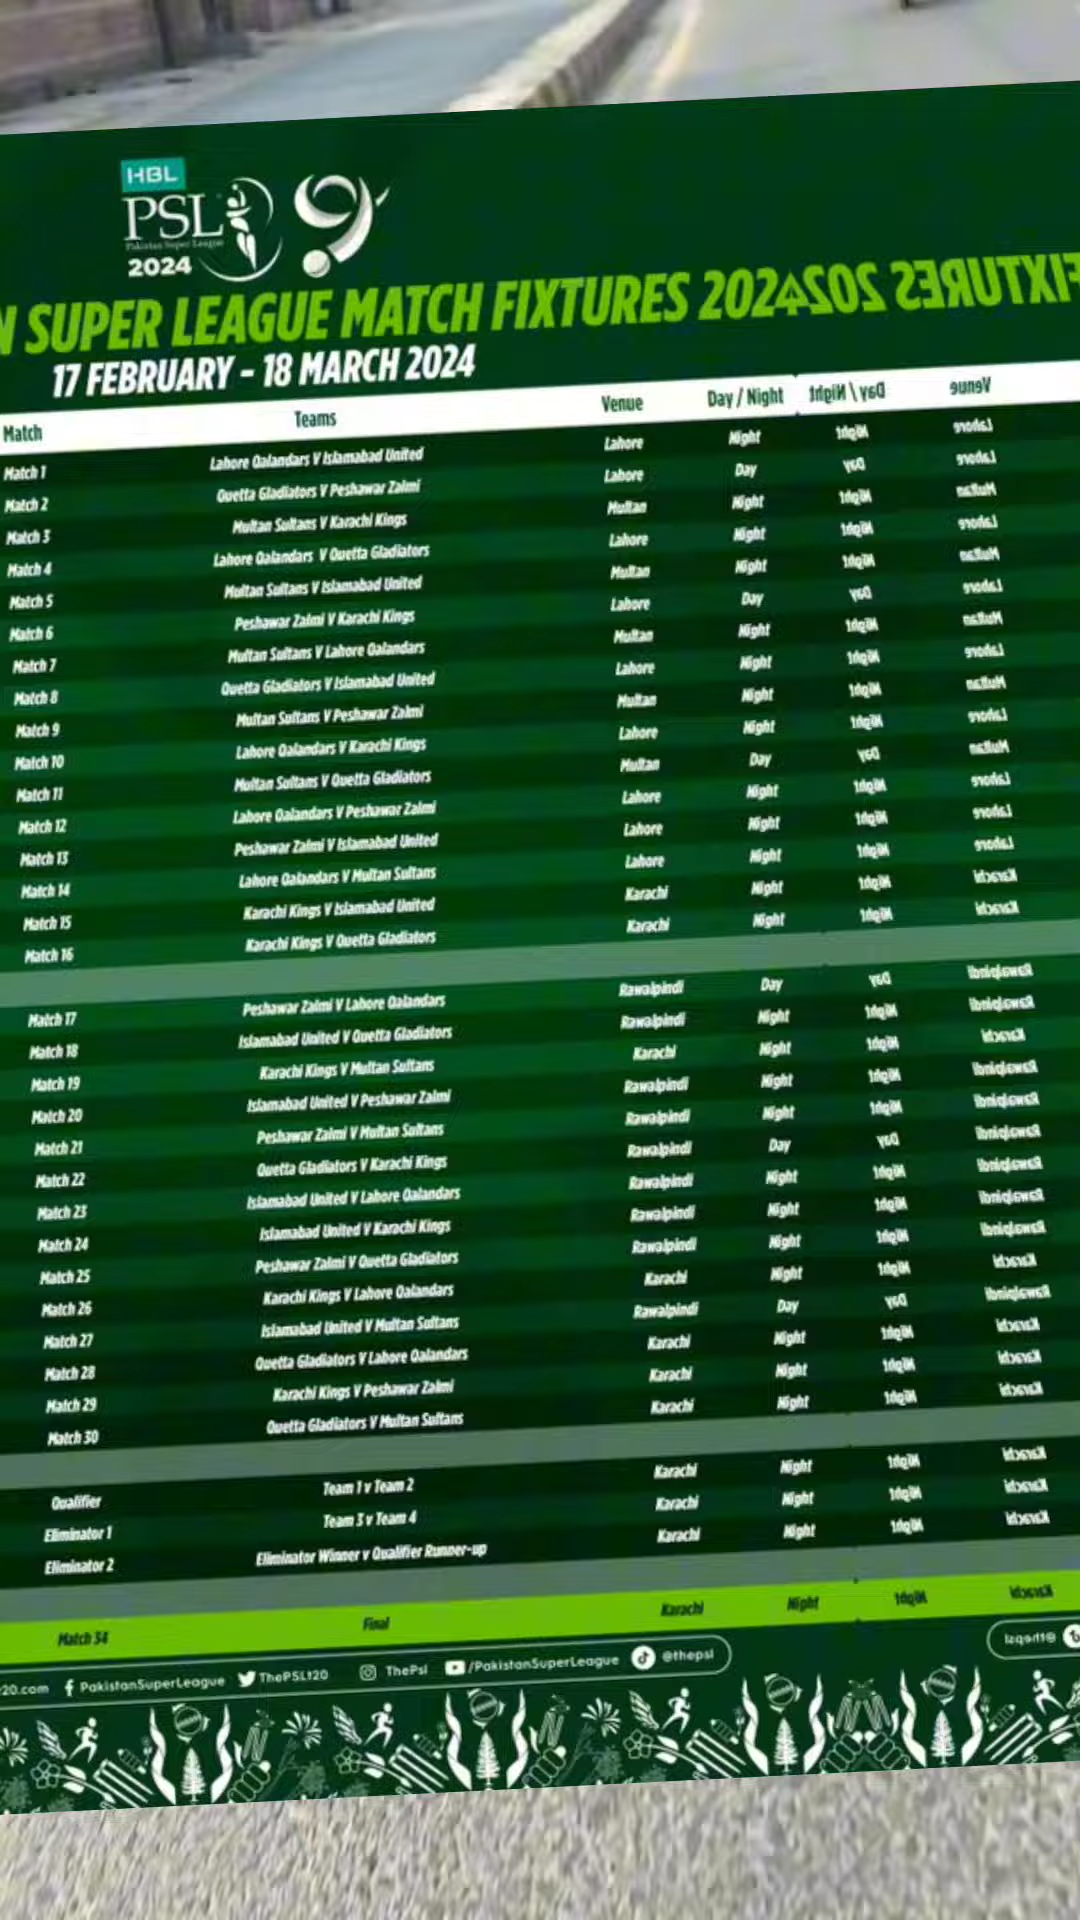 HBL
PSL
Pakistan Super League
2024
N SUPER LEAGUE MATCH FIXTURES 2024
17 FEBRUARY - 18 MARCH 2024
Match Teams Venue Day / Night
Match 1 Lahore Qalandars V Islamabad United Lahore Night
Match 2 Quetta Gladiators V Peshawar Zalmi Lahore Day
Match 3 Multan Sultans V Karachi Kings Multan Night
Match 4 Lahore Qalandars V Quetta Gladiators Lahore Night
Match 5 Multan Sultans V Islamabad United Multan Night
Match 6 Peshawar Zalmi V Karachi Kings Lahore Day
Match 7 Multan Sultans V Lahore Qalandars Multan Night
Match 8 Quetta Gladiators V Islamabad United Lahore Night
Match 9 Multan Sultans V Peshawar Zalmi Multan Night
Match 10 Lahore Qalandars V Karachi Kings Lahore Night
Match 11 Multan Sultans V Quetta Gladiators Multan Day
Match 12 Lahore Qalandars V Peshawar Zalmi Lahore Night
Match 13 Peshawar Zalmi V Islamabad United Lahore Night
Match 14 Lahore Qalandars V Multan Sultans Lahore Night
Match 15 Karachi Kings V Islamabad United Karachi Night
Match 16 Karachi Kings V Quetta Gladiators Karachi Night
Match 17 Peshawar Zalmi V Lahore Qalandars Rawalpindi Day
Match 18 Islamabad United V Quetta Gladiators Rawalpindi Night
Match 19 Karachi Kings V Multan Sultans Karachi Night
Match 20 Islamabad United V Peshawar Zalmi Rawalpindi Night
Match 21 Peshawar Zalmi V Multan Sultans Rawalpindi Night
Match 22 Quetta Gladiators V Karachi Kings Rawalpindi Day
Match 23 Islamabad United V Lahore Qalandars Rawalpindi Night
Match 24 Islamabad United V Karachi Kings Rawalpindi Night
Match 25 Peshawar Zalmi V Quetta Gladiators Rawalpindi Night
Match 26 Karachi Kings V Lahore Qalandars Karachi Night
Match 27 Islamabad United V Multan Sultans Rawalpindi Day
Match 28 Quetta Gladiators V Lahore Qalandars Karachi Night
Match 29 Karachi Kings V Peshawar Zalmi Karachi Night
Match 30 Quetta Gladiators V Multan Sultans Karachi Night
Qualifier Team 1 v Team 2 Karachi Night
Eliminator 1 Team 3 v Team 4 Karachi Night
Eliminator 2 Eliminator Winner v Qualifier Runner-up Karachi Night
Match 34 Final Karachi Night
20.com PakistanSuperLeague ThePSLt20 ThePsl /PakistanSuperLeague @thepsl